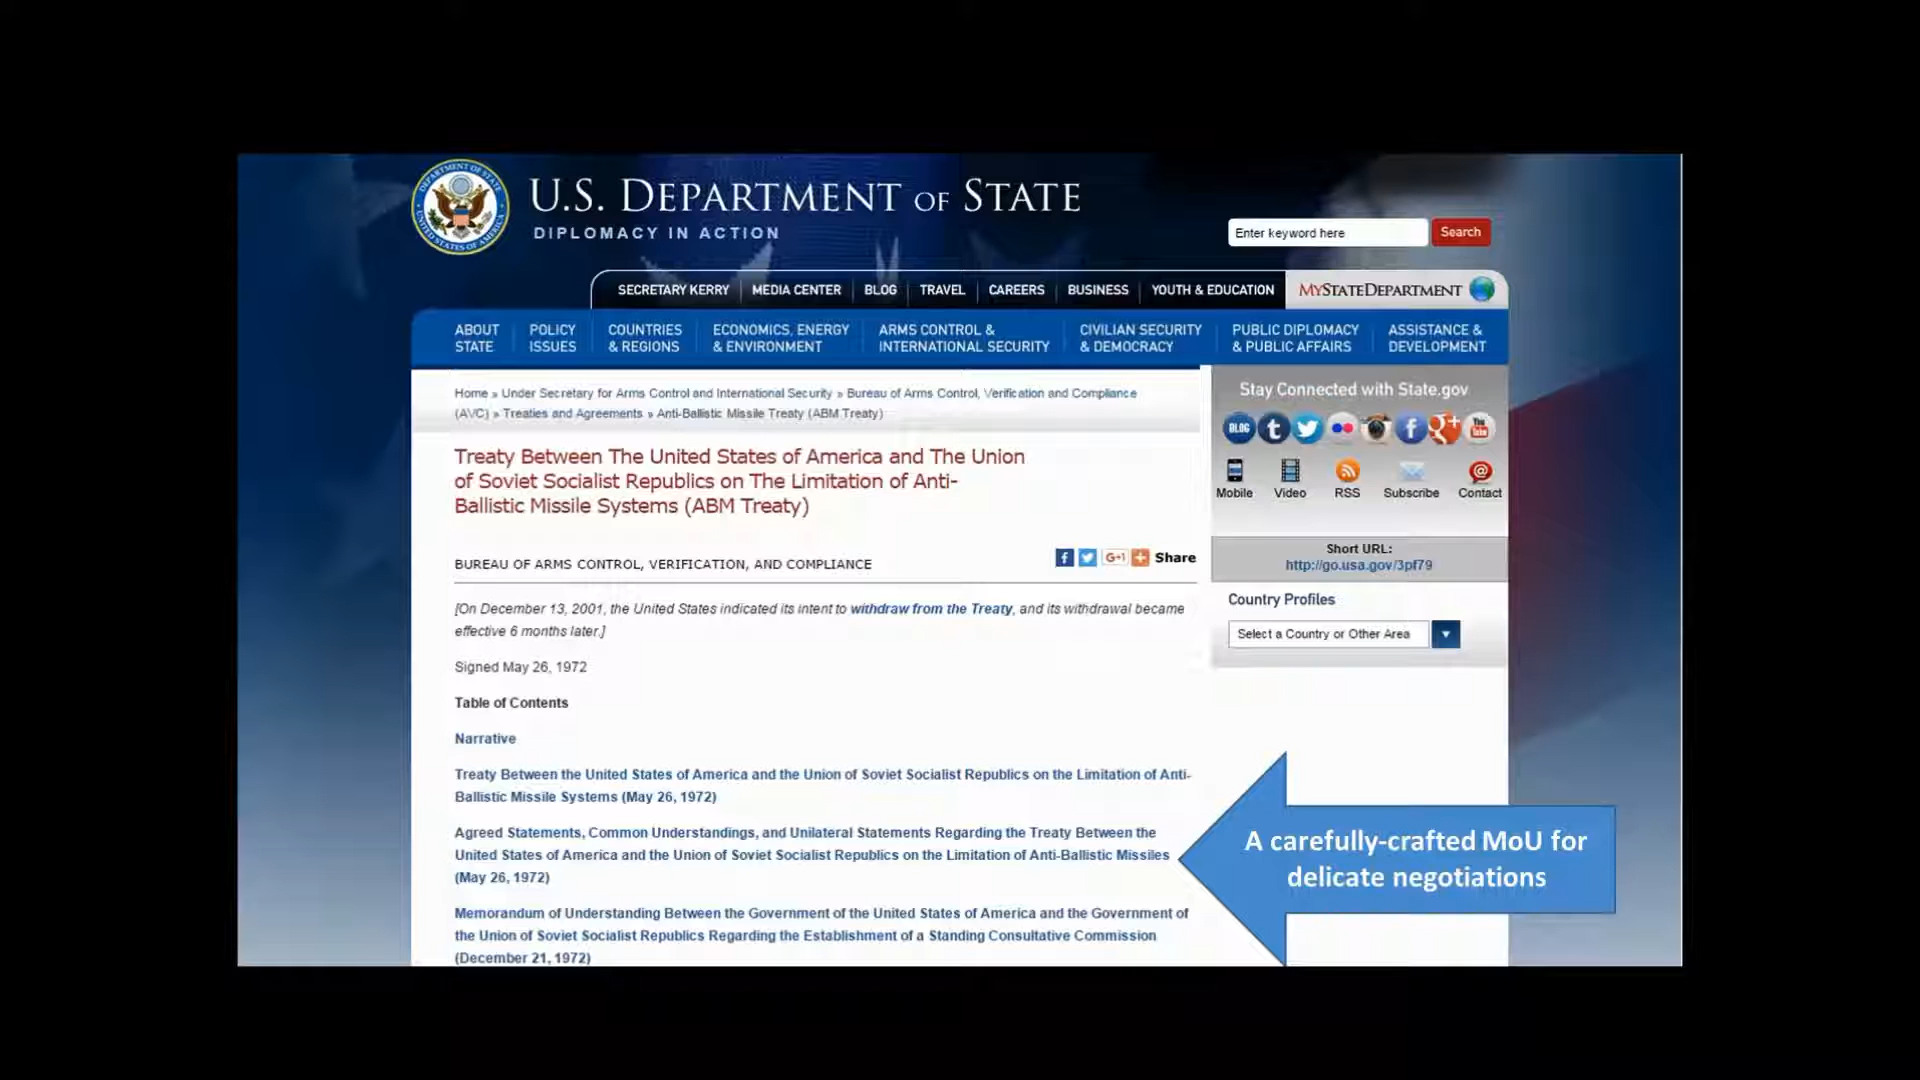 U.S. DEPARTMENT OF STATE
DIPLOMACY IN ACTION
Enter keyword here
Search
SECRETARY KERRY
MEDIA CENTER
BLOG
TRAVEL
CAREERS
BUSINESS
YOUTH & EDUCATION
MYSTATEDEPARTMENT
ABOUT
STATE
POLICY
ISSUES
COUNTRIES
& REGIONS
ECONOMICS, ENERGY
& ENVIRONMENT
ARMS CONTROL &
INTERNATIONAL SECURITY
CIVILIAN SECURITY
& DEMOCRACY
PUBLIC DIPLOMACY
& PUBLIC AFFAIRS
ASSISTANCE &
DEVELOPMENT
Home » Under Secretary for Arms Control and International Security » Bureau of Arms Control, Verification and Compliance
(AVC) » Treaties and Agreements » Anti-Ballistic Missile Treaty (ABM Treaty)
Treaty Between The United States of America and The Union
of Soviet Socialist Republics on The Limitation of Anti-
Ballistic Missile Systems (ABM Treaty)
BUREAU OF ARMS CONTROL, VERIFICATION, AND COMPLIANCE
Share
[On December 13, 2001, the United States indicated its intent to withdraw from the Treaty, and its withdrawal became
effective 6 months later.]
Signed May 26, 1972
Table of Contents
Narrative
Treaty Between the United States of America and the Union of Soviet Socialist Republics on the Limitation of Anti-
Ballistic Missile Systems (May 26, 1972)
Agreed Statements, Common Understandings, and Unilateral Statements Regarding the Treaty Between the
United States of America and the Union of Soviet Socialist Republics on the Limitation of Anti-Ballistic Missiles
(May 26, 1972)
Memorandum of Understanding Between the Government of the United States of America and the Government of
the Union of Soviet Socialist Republics Regarding the Establishment of a Standing Consultative Commission
(December 21, 1972)
Stay Connected with State.gov
BLOG
Mobile
Video
RSS
Subscribe
Contact
Short URL:
http://go.usa.gov/3pf79
Country Profiles
Select a Country or Other Area
A carefully-crafted MoU for
delicate negotiations